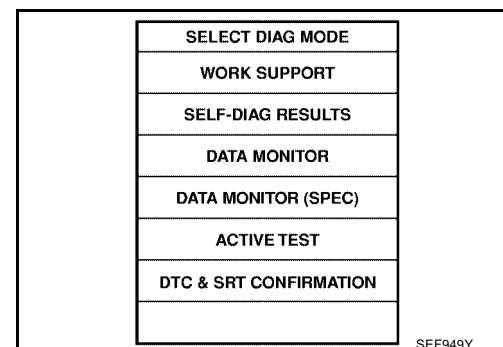 SELECT DIAG MODE
WORK SUPPORT
SELF-DIAG RESULTS
DATA MONITOR
DATA MONITOR (SPEC)
ACTIVE TEST
DTC & SRT CONFIRMATION
SEF949Y